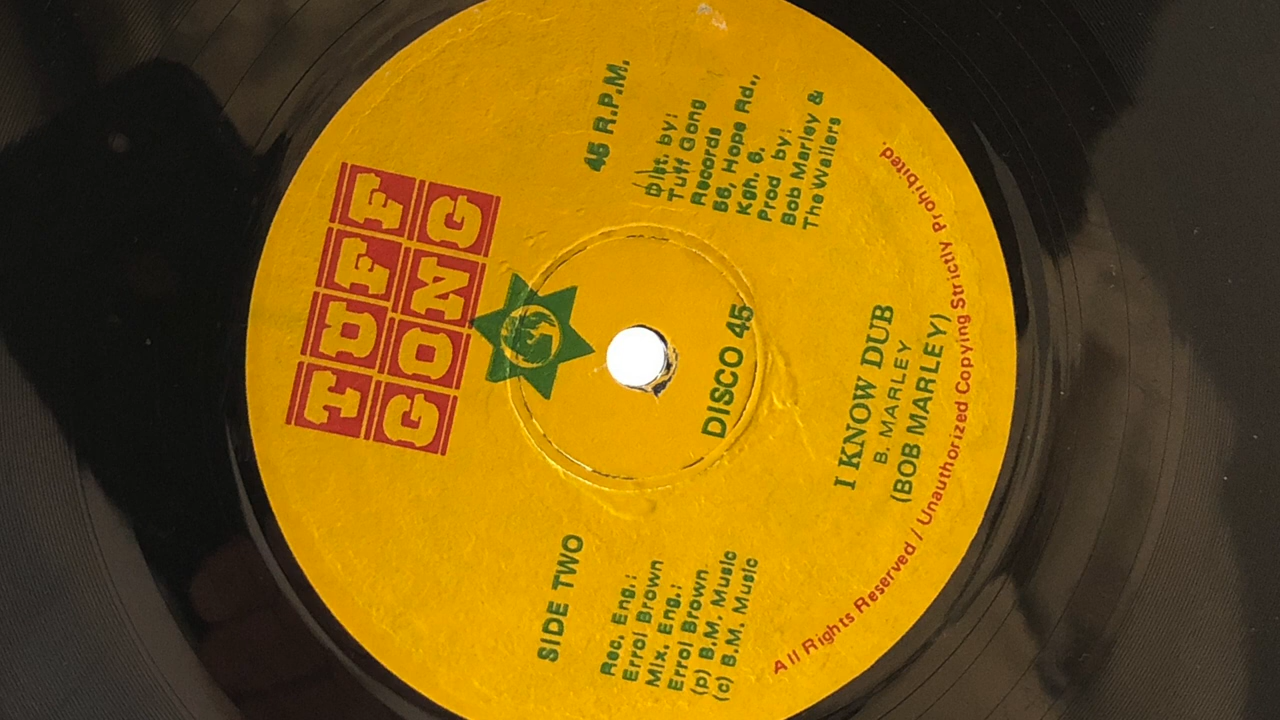 TUFF
GONG
SIDE TWO
45 R.P.M.
Rec. Eng.:
Errol Brown
Mix. Eng.:
Errol Brown
(p) B.M. Music
(c) B.M. Music
Dist. by:
Tuff Gong
Records
56, Hope Rd.,
Kgn. 6.
Prod by:
Bob Marley &
The Wailers
DISCO 45
I KNOW DUB
B. MARLEY
(BOB MARLEY)
All Rights Reserved / Unauthorized Copying Strictly Prohibited.